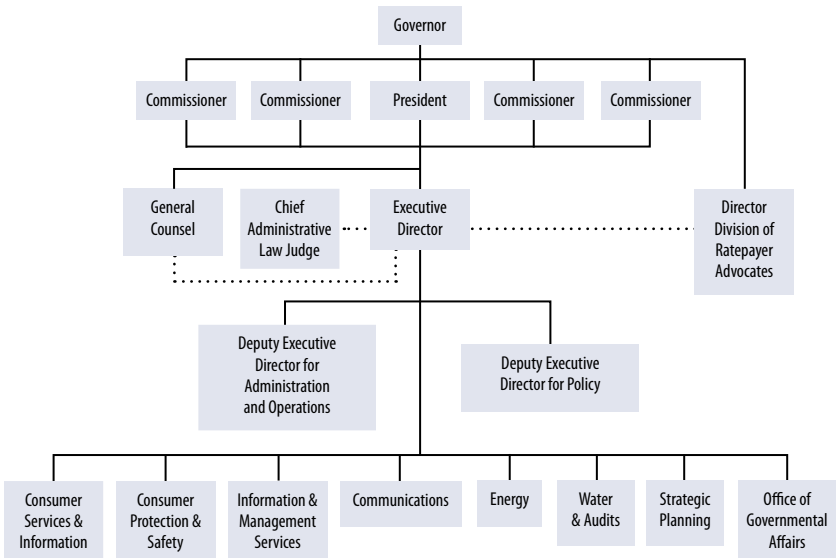 Governor
Commissioner
Commissioner
President
Commissioner
Commissioner
General
Counsel
Chief
Administrative
Law Judge
Executive
Director
Director
Division of
Ratepayer
Advocates
Deputy Executive
Director for
Administration
and Operations
Deputy Executive
Director for Policy
Consumer
Services &
Information
Consumer
Protection &
Safety
Information &
Management
Services
Communications
Energy
Water
& Audits
Strategic
Planning
Office of
Governmental
Affairs